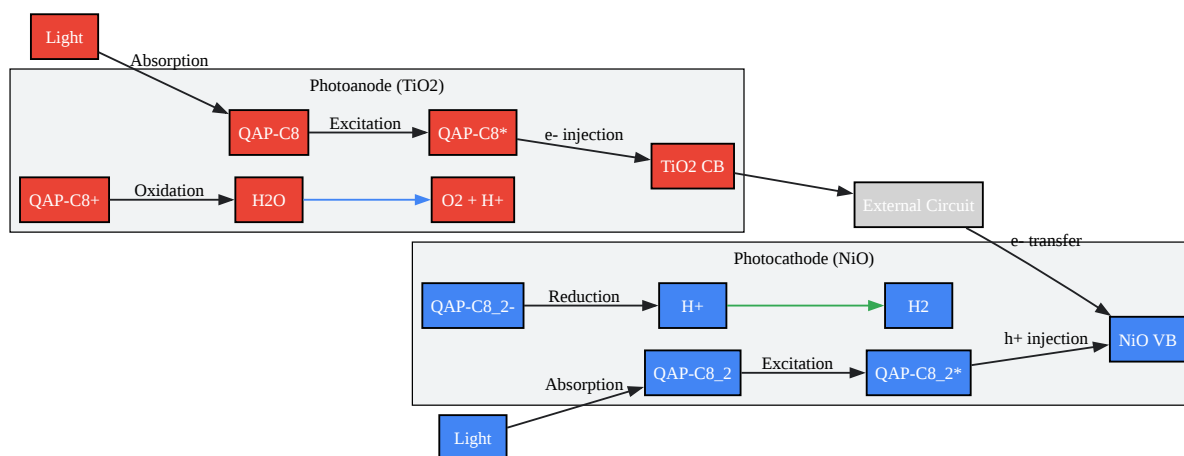 Light
Absorption
Photoanode (TiO2)
QAP-C8
Excitation
QAP-C8*
e- injection
TiO2 CB
QAP-C8+
Oxidation
H2O
O2 + H+
External Circuit
e- transfer
Photocathode (NiO)
QAP-C8_2-
Reduction
H+
H2
NiO VB
h+ injection
QAP-C8_2
Excitation
QAP-C8_2*
Absorption
Light